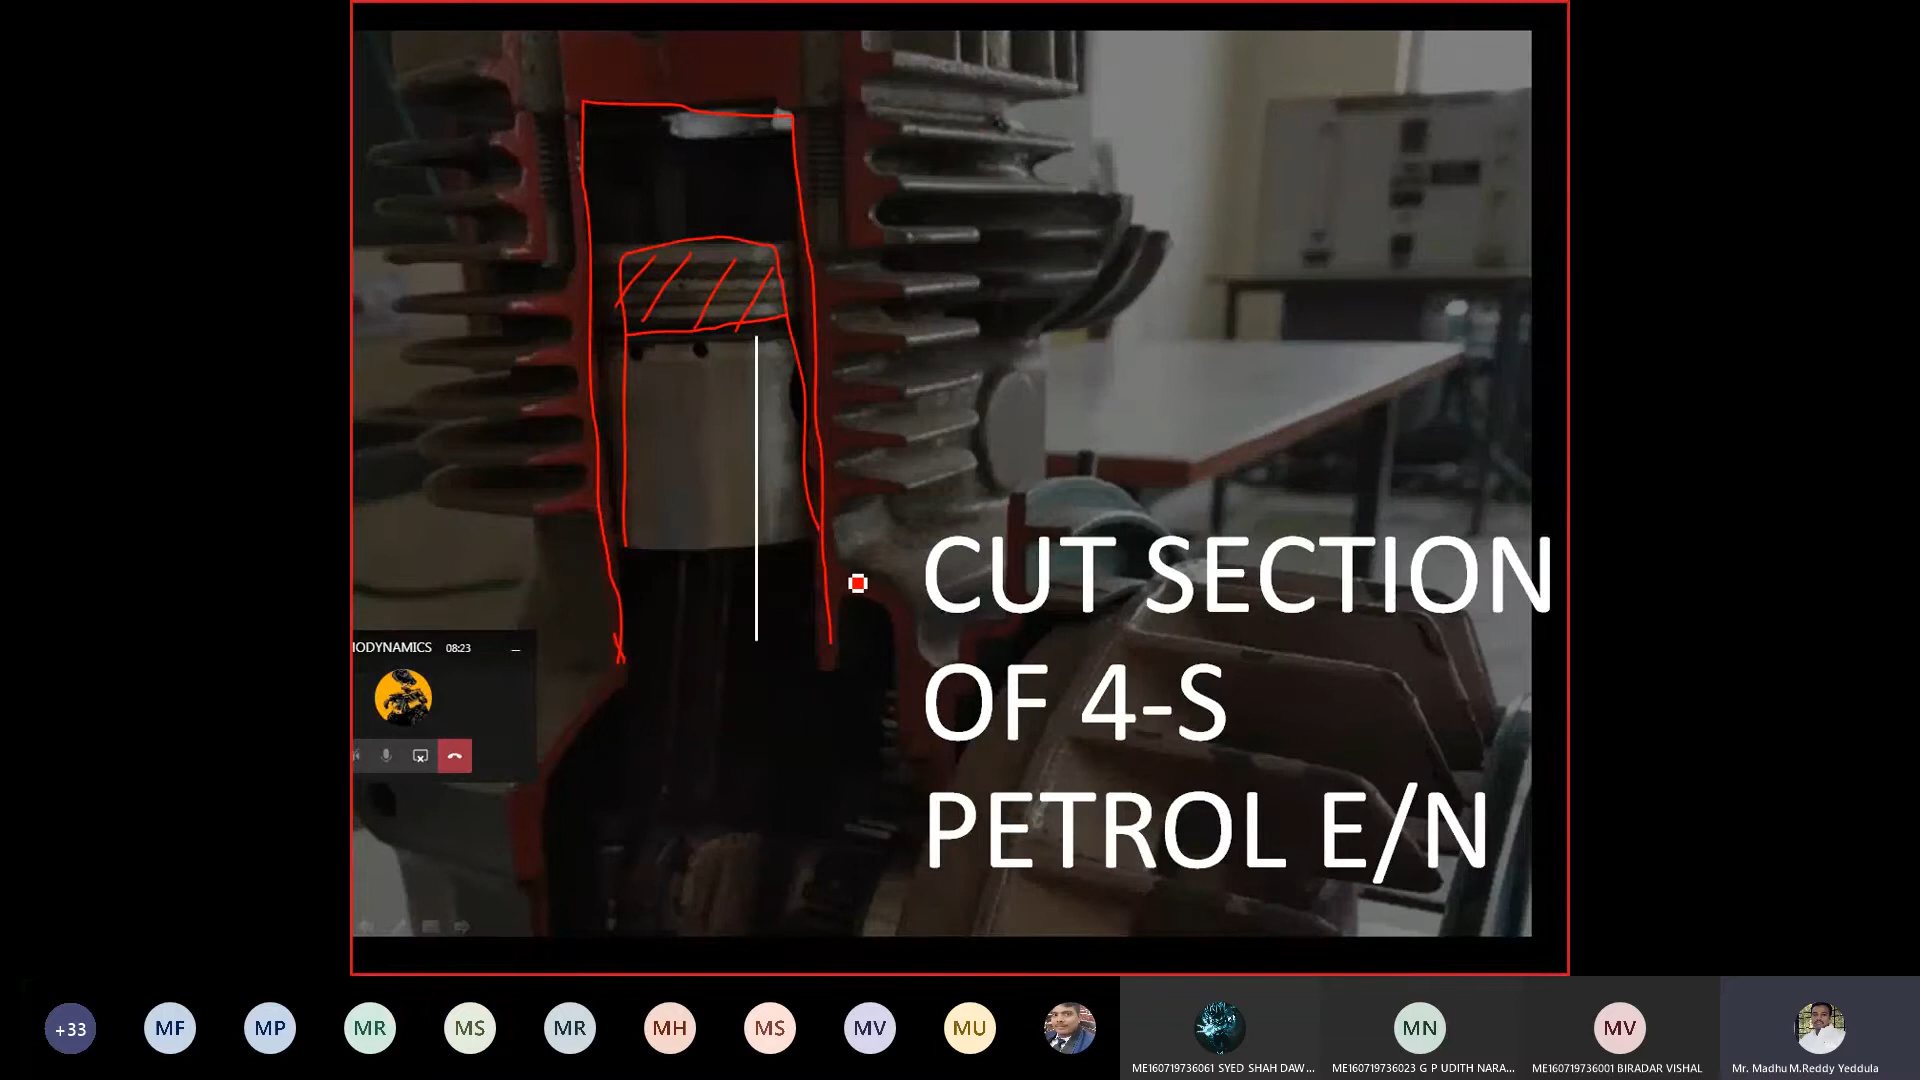 CUT SECTION
OF 4-S
PETROL E/N
IODYNAMICS 08:23
+33
MF
MP
MR
MS
MR
MH
MS
MV
MU
MN
MV
ME160719736061 SYED SHAH DAW...
ME160719736023 G P UDITH NARA...
ME160719736001 BIRADAR VISHAL
Mr. Madhu M.Reddy Yeddula